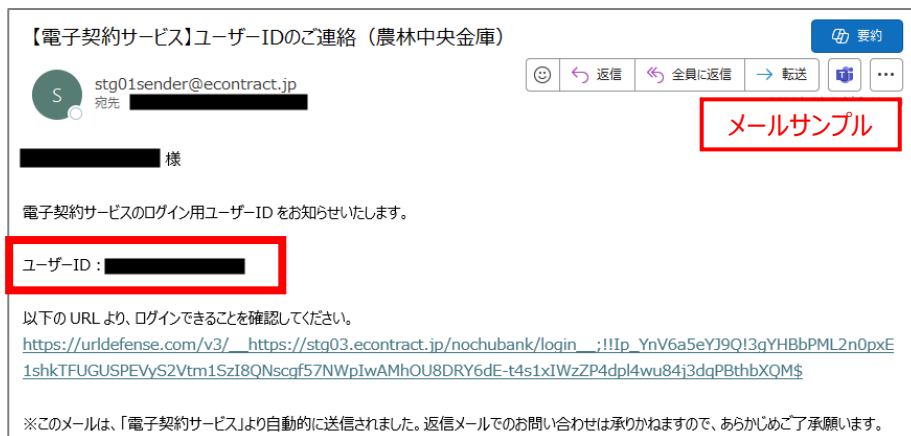 【電子契約サービス】ユーザーIDのご連絡（農林中央金庫）
要約
S
stg01sender@econtract.jp
宛先
返信
全員に返信
転送
メールサンプル
様
電子契約サービスのログイン用ユーザーID をお知らせいたします。
ユーザーID：
以下の URL より、ログインできることを確認してください。
https://urldefense.com/v3/__https://stg03.econtract.jp/nochubank/login__;!!Ip_YnV6a5eYJ9Q!3gYHBbPML2n0pxE
1shkTFUGUSPEVyS2Vtm1SzI8QNscgf57NWpIwAMhOU8DRY6dE-t4s1xIWzZP4dpl4wu84j3dqPBthbXQM$
※このメールは、「電子契約サービス」より自動的に送信されました。返信メールでのお問い合わせは承りかねますので、あらかじめご了承願います。